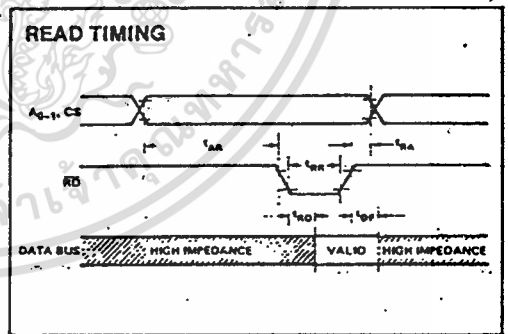 READ TIMING
A0-1, CS
tAR
tRR
tRA
RD
tRD
tDF
DATA BUS
HIGH IMPEDANCE
VALID
HIGH IMPEDANCE